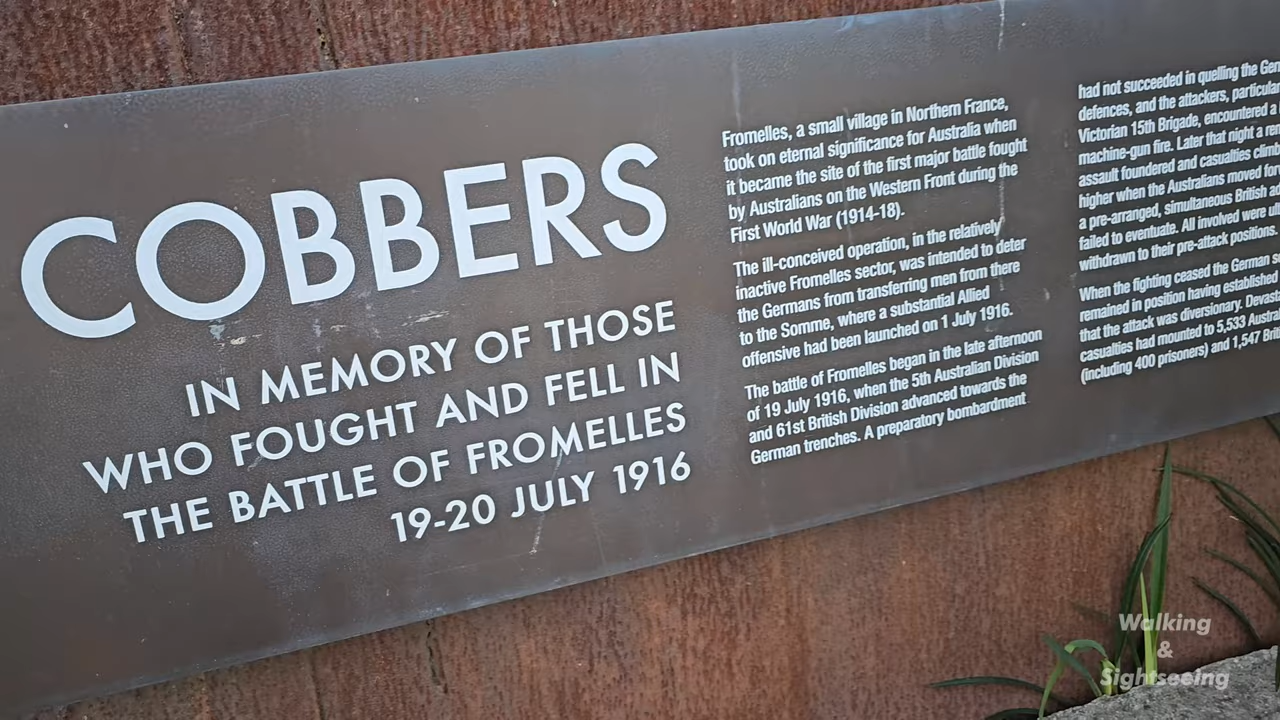 COBBERS
IN MEMORY OF THOSE
WHO FOUGHT AND FELL IN
THE BATTLE OF FROMELLES
19-20 JULY 1916
Fromelles, a small village in Northern France,
took on eternal significance for Australia when
it became the site of the first major battle fought
by Australians on the Western Front during the
First World War (1914-18).
The ill-conceived operation, in the relatively
inactive Fromelles sector, was intended to deter
the Germans from transferring men from there
to the Somme, where a substantial Allied
offensive had been launched on 1 July 1916.
The battle of Fromelles began in the late afternoon
of 19 July 1916, when the 5th Australian Division
and 61st British Division advanced towards the
German trenches. A preparatory bombardment
had not succeeded in quelling the
defences, and the attackers,
Victorian 15th Brigade, encountered a
machine-gun fire. Later that night a
assault foundered and casualties
higher when the Australians moved
a pre-arranged, simultaneous British
failed to eventuate. All involved were
withdrawn to their pre-attack positions.
When the fighting ceased the German
remained in position having established
that the attack was diversionary.
casualties had mounted to 5,533
(including 400 prisoners) and 1,547
Walking
&
Sightseeing